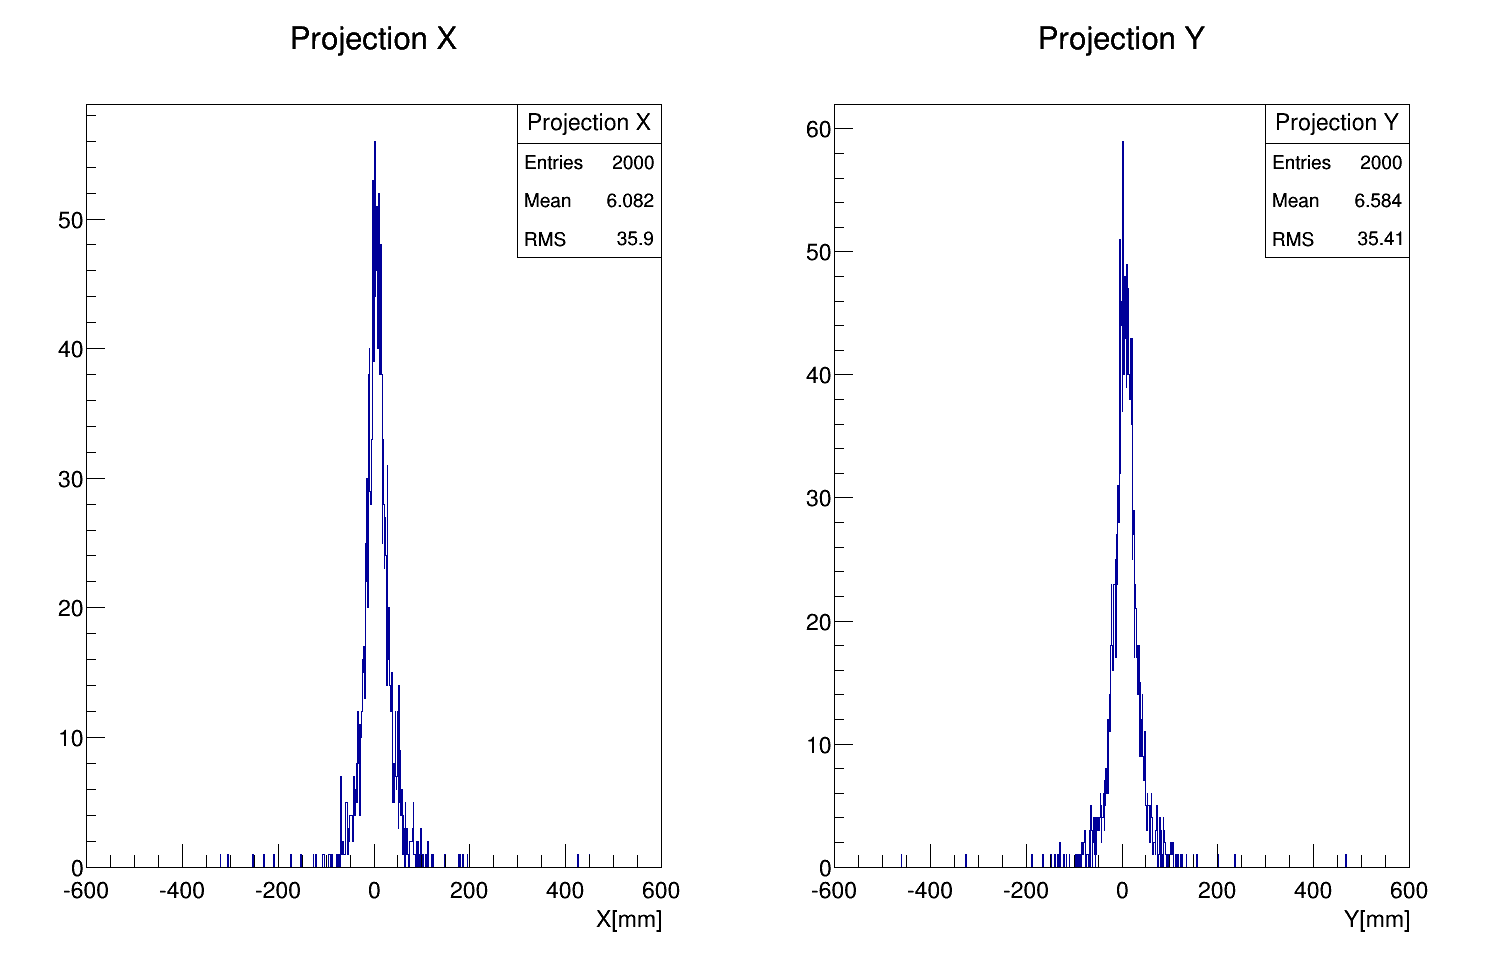 Projection X
Projection X
Entries 2000
Mean 6.082
RMS 35.9
50
40
30
20
10
0
-600 -400 -200 0 200 400 600
X[mm]
Projection Y
Projection Y
Entries 2000
Mean 6.584
RMS 35.41
60
50
40
30
20
10
0
-600 -400 -200 0 200 400 600
Y[mm]